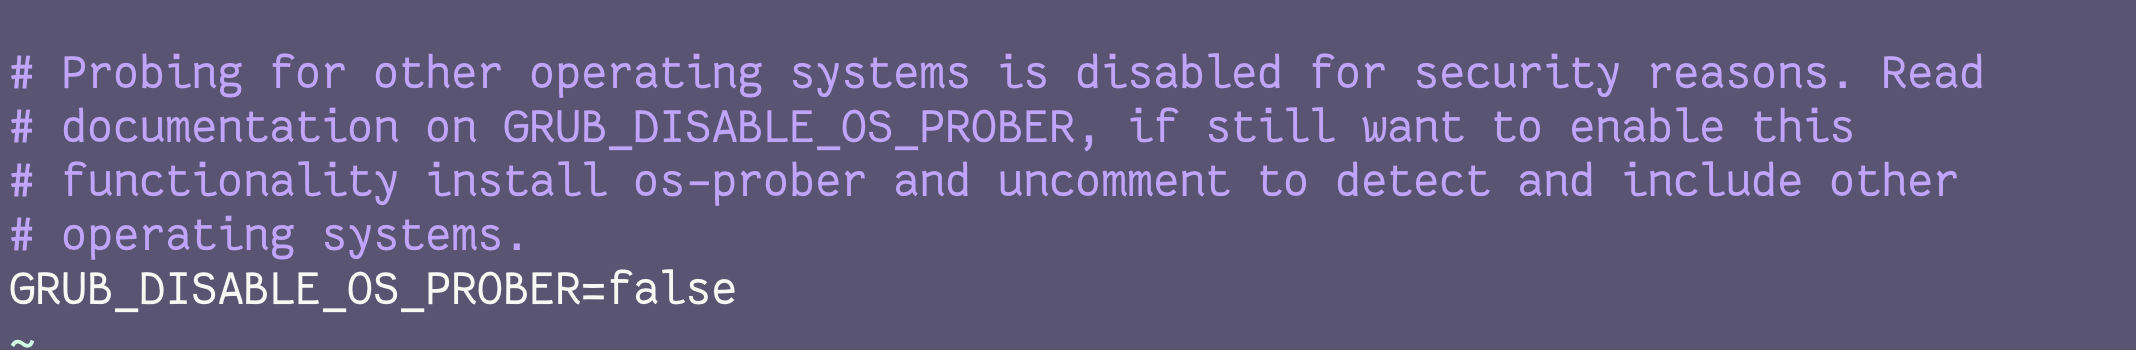 # Probing for other operating systems is disabled for security reasons. Read
# documentation on GRUB_DISABLE_OS_PROBER, if still want to enable this
# functionality install os-prober and uncomment to detect and include other
# operating systems.
GRUB_DISABLE_OS_PROBER=false
~